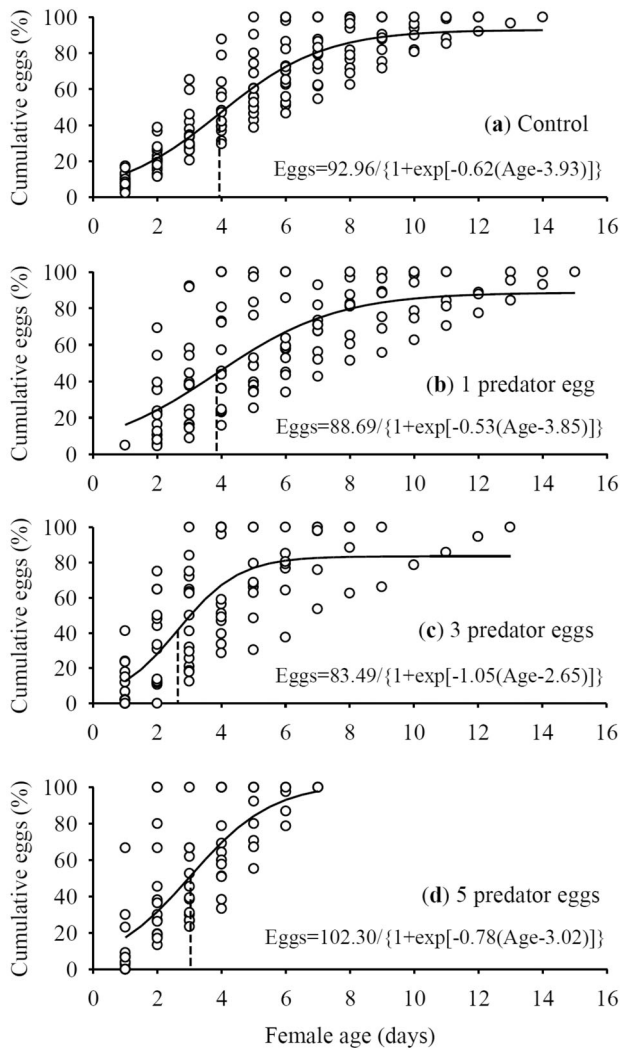 100
80
60
40
20
0
Cumulative eggs (%)
(a) Control
Eggs=92.96/{1+exp[-0.62(Age-3.93)]}
0 2 4 6 8 10 12 14 16
100
80
60
40
20
0
Cumulative eggs (%)
(b) 1 predator egg
Eggs=88.69/{1+exp[-0.53(Age-3.85)]}
0 2 4 6 8 10 12 14 16
100
80
60
40
20
0
Cumulative eggs (%)
(c) 3 predator eggs
Eggs=83.49/{1+exp[-1.05(Age-2.65)]}
0 2 4 6 8 10 12 14 16
100
80
60
40
20
0
Cumulative eggs (%)
(d) 5 predator eggs
Eggs=102.30/{1+exp[-0.78(Age-3.02)]}
0 2 4 6 8 10 12 14 16
Female age (days)